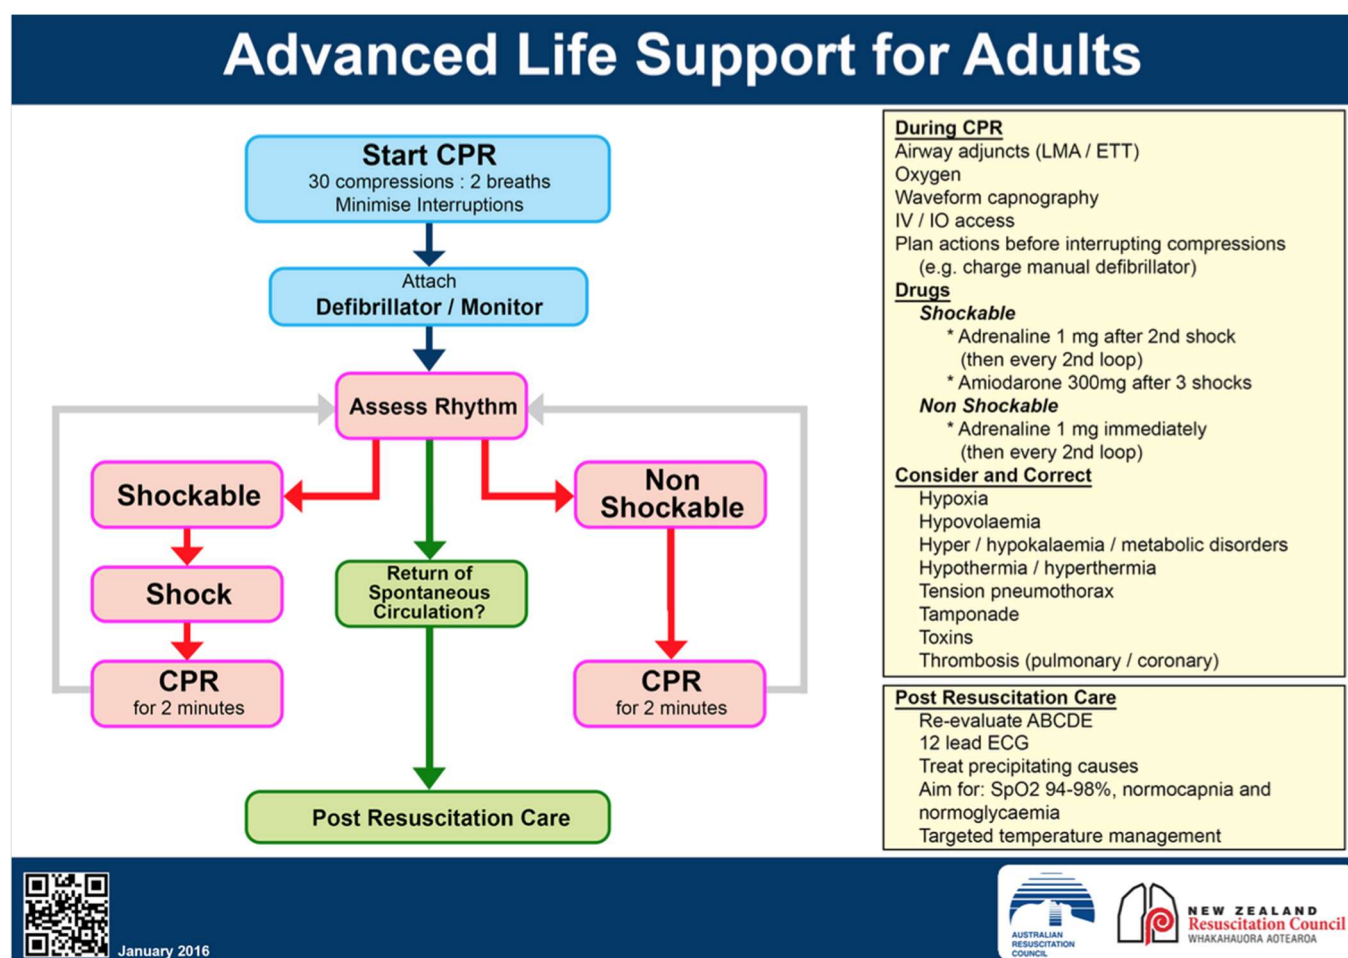 Advanced Life Support for Adults
Start CPR
30 compressions : 2 breaths
Minimise Interruptions
Attach
Defibrillator / Monitor
Assess Rhythm
Shockable
Non
Shockable
Shock
Return of
Spontaneous
Circulation?
CPR
for 2 minutes
CPR
for 2 minutes
Post Resuscitation Care
During CPR
Airway adjuncts (LMA / ETT)
Oxygen
Waveform capnography
IV / IO access
Plan actions before interrupting compressions
(e.g. charge manual defibrillator)
Drugs
Shockable
* Adrenaline 1 mg after 2nd shock
(then every 2nd loop)
* Amiodarone 300mg after 3 shocks
Non Shockable
* Adrenaline 1 mg immediately
(then every 2nd loop)
Consider and Correct
Hypoxia
Hypovolaemia
Hyper / hypokalaemia / metabolic disorders
Hypothermia / hyperthermia
Tension pneumothorax
Tamponade
Toxins
Thrombosis (pulmonary / coronary)
Post Resuscitation Care
Re-evaluate ABCDE
12 lead ECG
Treat precipitating causes
Aim for: SpO2 94-98%, normocapnia and
normoglycaemia
Targeted temperature management
January 2016
AUSTRALIAN
RESUSCITATION
COUNCIL
NEW ZEALAND
Resuscitation Council
WHAKAHAUORA AOTEAROA